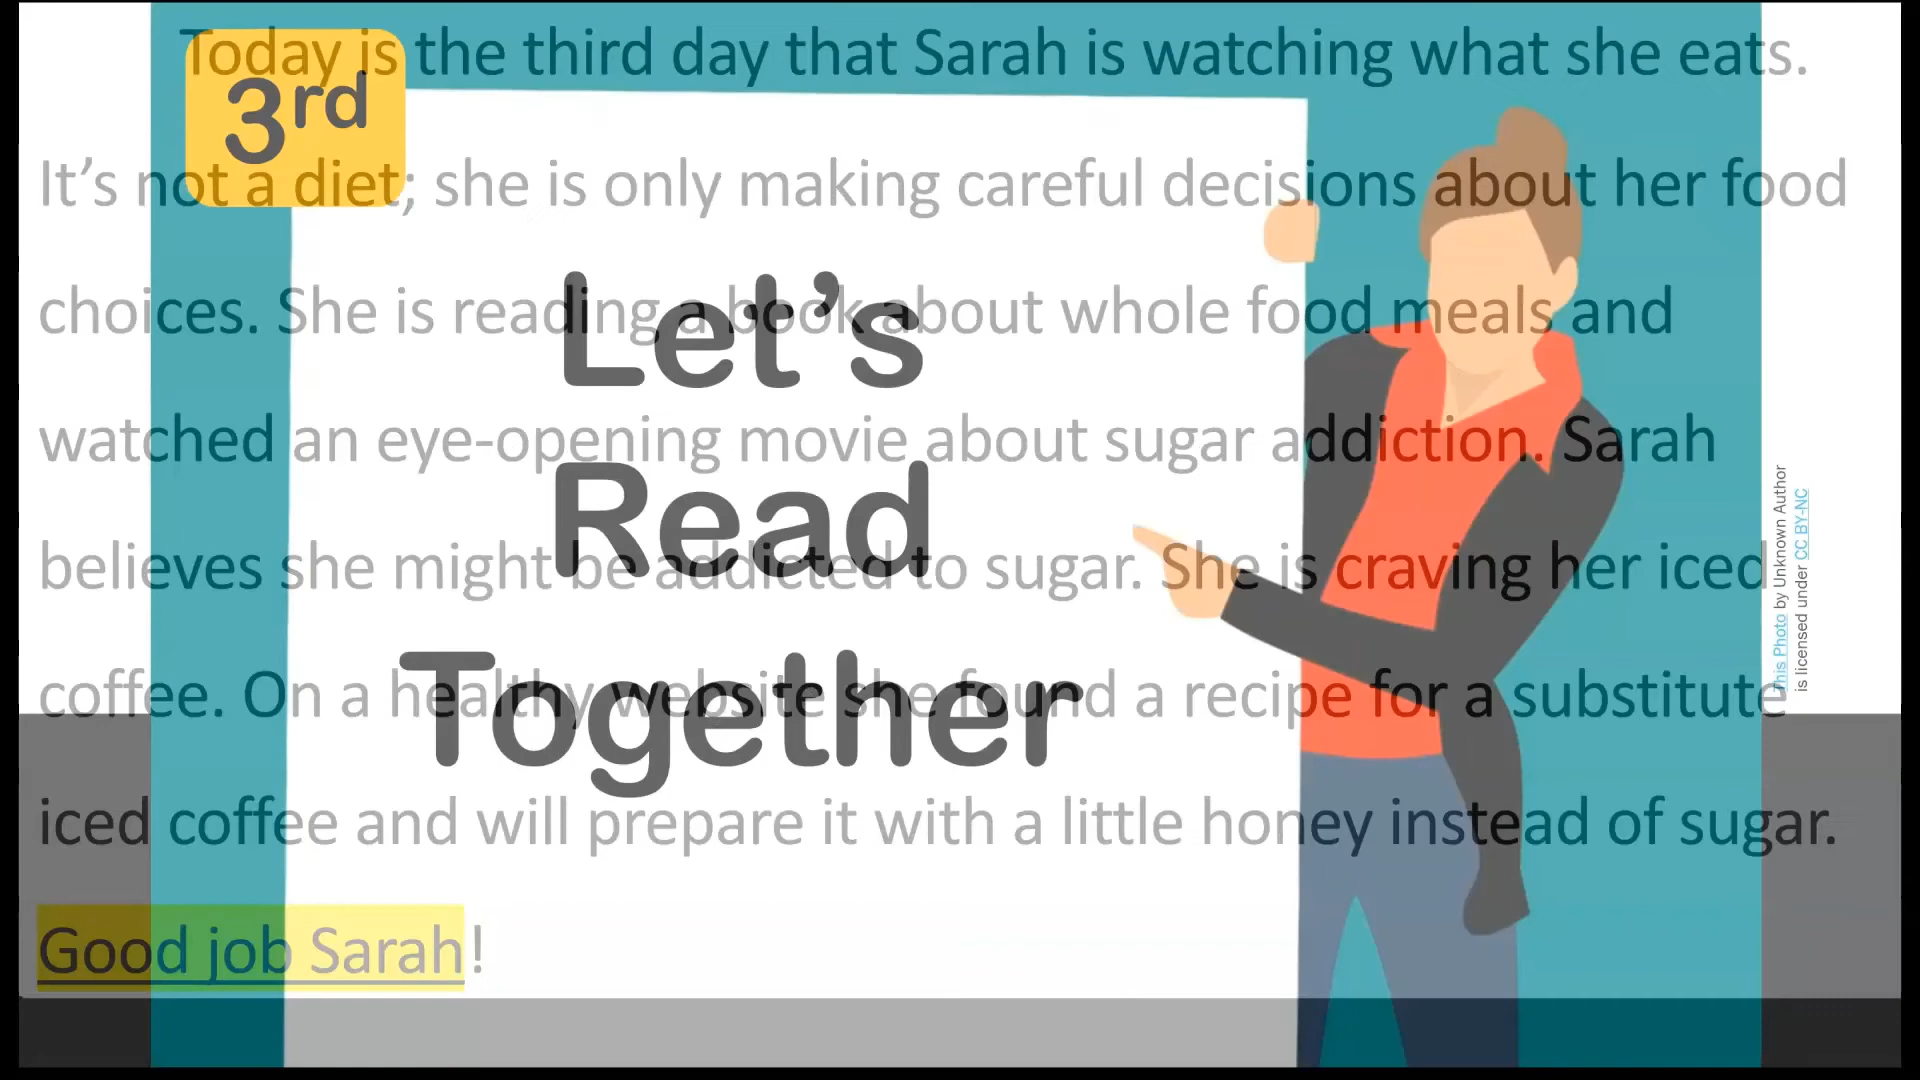 Today is the third day that Sarah is watching what she eats.
It’s not a diet; she is only making careful decisions about her food
choices. She is reading a book about whole food meals and
watched an eye-opening movie about sugar addiction. Sarah
believes she might be addicted to sugar. She is craving her iced
coffee. On a healthy website she found a recipe for a substitute
iced coffee and will prepare it with a little honey instead of sugar.
Good job Sarah!
3rd
Let’s
Read
Together
This Photo by Unknown Author
is licensed under CC BY-NC